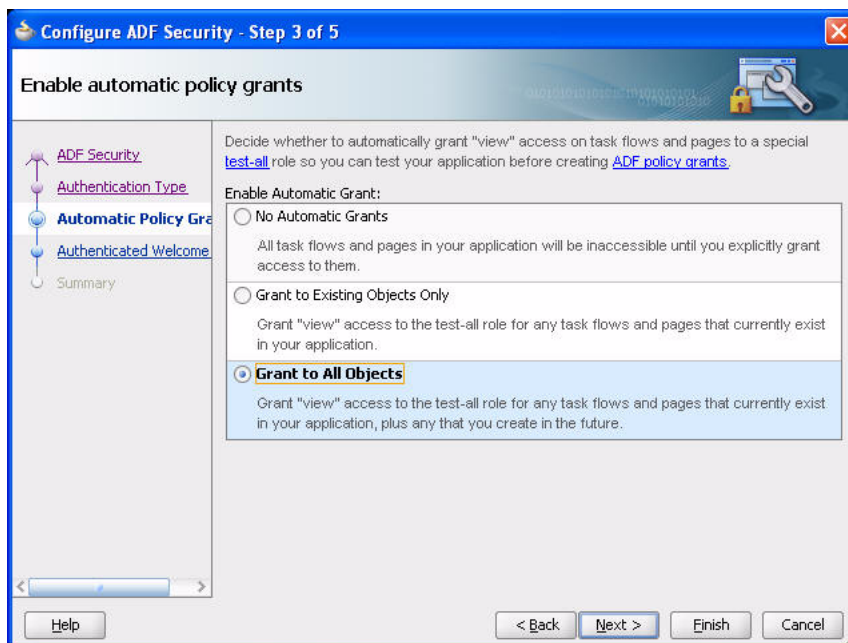 Configure ADF Security - Step 3 of 5
Enable automatic policy grants
ADF Security
Authentication Type
Automatic Policy Gra
Authenticated Welcome
Summary
Decide whether to automatically grant "view" access on task flows and pages to a special
test-all role so you can test your application before creating ADF policy grants.
Enable Automatic Grant:
No Automatic Grants
All task flows and pages in your application will be inaccessible until you explicitly grant
access to them.
Grant to Existing Objects Only
Grant "view" access to the test-all role for any task flows and pages that currently exist
in your application.
Grant to All Objects
Grant "view" access to the test-all role for any task flows and pages that currently exist
in your application, plus any that you create in the future.
Help
< Back
Next >
Finish
Cancel